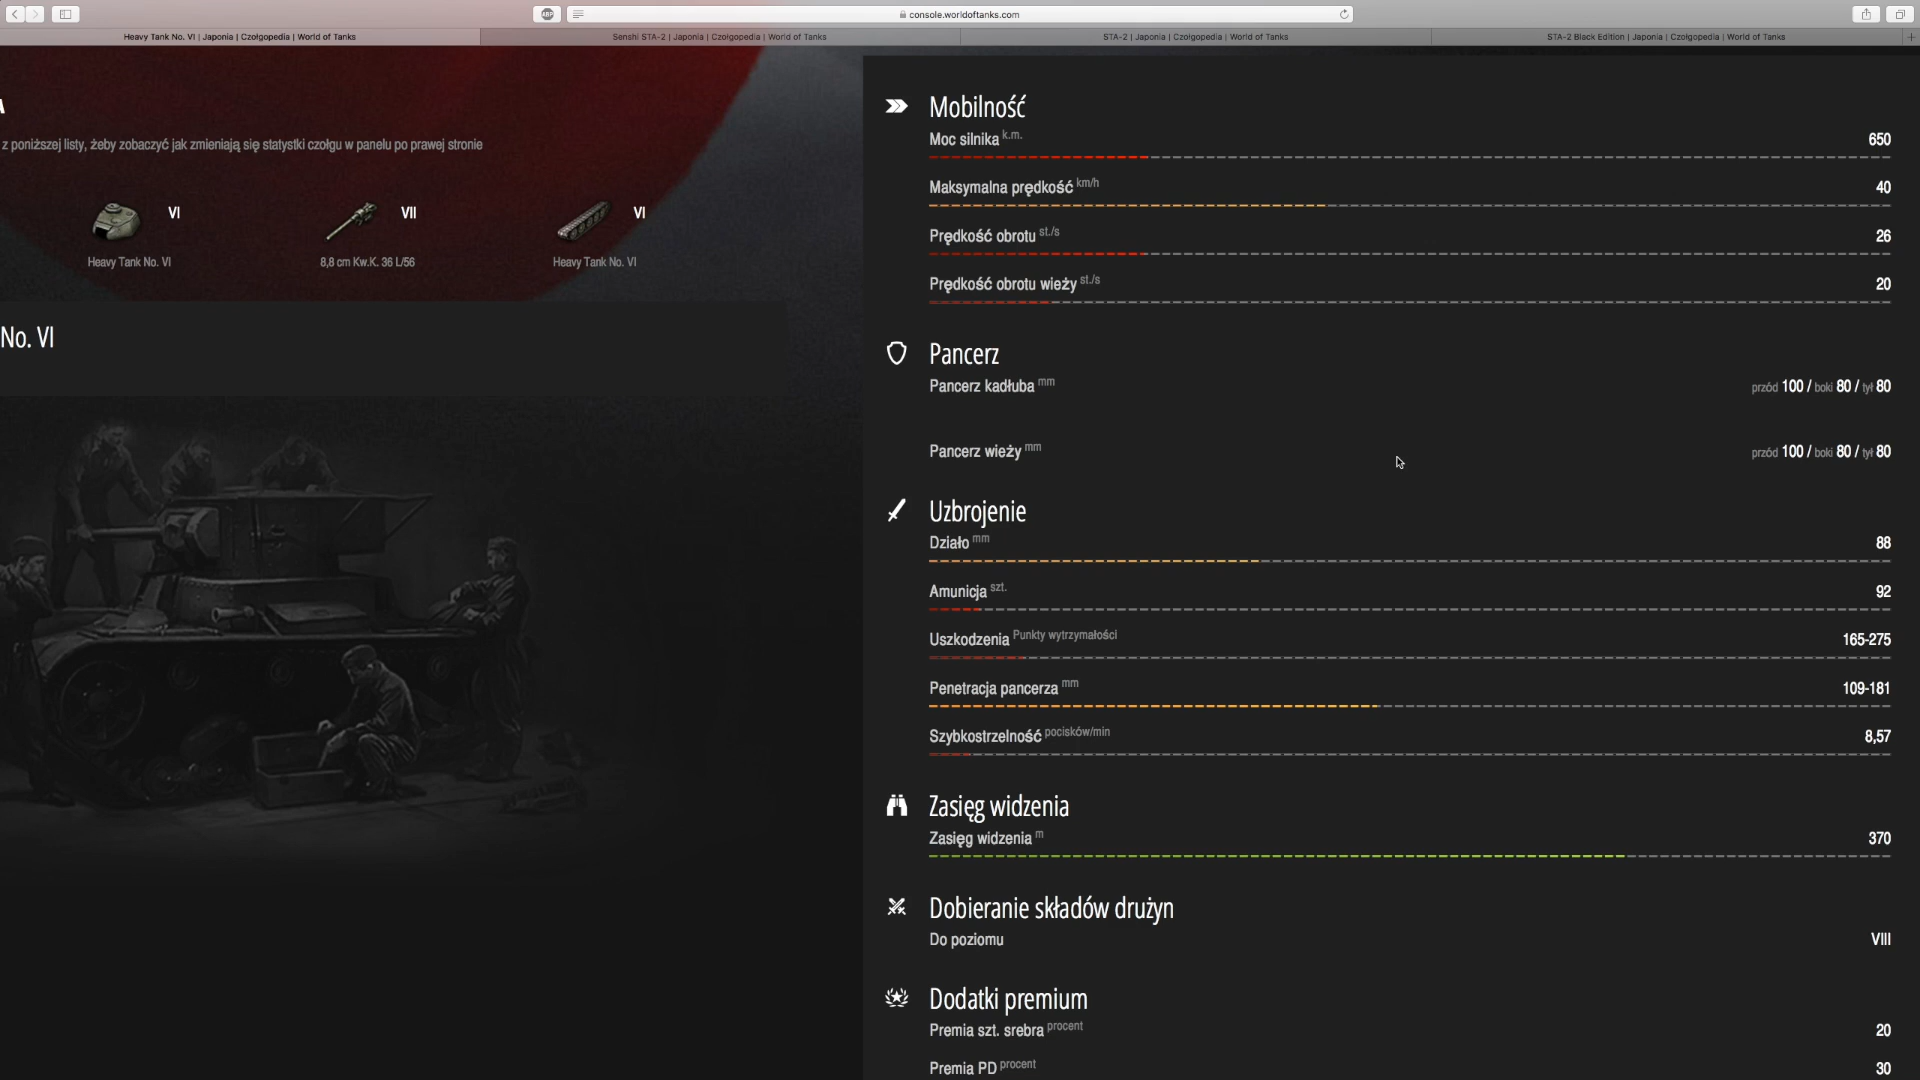 console.worldoftanks.com
Heavy Tank No. VI | Japonia | Czołgopedia | World of Tanks
Senshi STA-2 | Japonia | Czołgopedia | World of Tanks
STA-2 | Japonia | Czołgopedia | World of Tanks
STA-2 Black Edition | Japonia | Czołgopedia | World of Tanks
A
z poniższej listy, żeby zobaczyć jak zmieniają się statystki czołgu w panelu po prawej stronie
VI
VII
VI
Heavy Tank No. VI
8,8 cm Kw.K. 36 L/56
Heavy Tank No. VI
No. VI
Mobilność
Moc silnika k.m. 650
Maksymalna prędkość km/h 40
Prędkość obrotu st./s 26
Prędkość obrotu wieży st./s 20
Pancerz
Pancerz kadłuba mm przód 100 / boki 80 / tył 80
Pancerz wieży mm przód 100 / boki 80 / tył 80
Uzbrojenie
Działo mm 88
Amunicja szt. 92
Uszkodzenia Punkty wytrzymałości 165-275
Penetracja pancerza mm 109-181
Szybkostrzelność pocisków/min 8,57
Zasięg widzenia
Zasięg widzenia m 370
Dobieranie składów drużyn
Do poziomu VIII
Dodatki premium
Premia szt. srebra procent 20
Premia PD procent 30